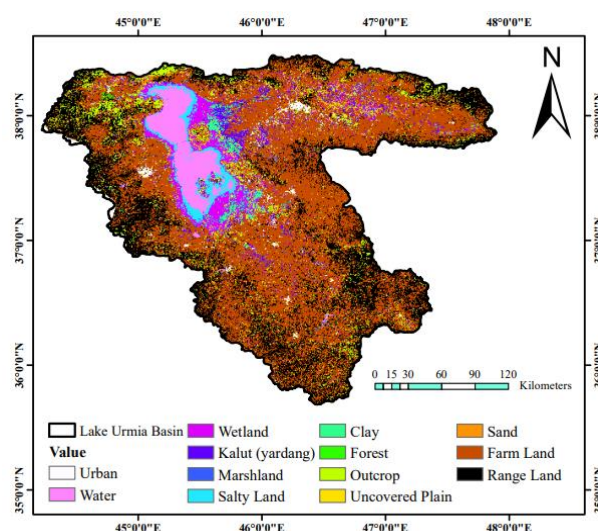 45°0'0"E 46°0'0"E 47°0'0"E 48°0'0"E
N
38°0'0"N 38°0'0"N
37°0'0"N 37°0'0"N
36°0'0"N 36°0'0"N
35°0'0"N 35°0'0"N
0 15 30 60 90 120
Kilometers
Lake Urmia Basin
Value
Urban
Water
Wetland
Kalut (yardang)
Marshland
Salty Land
Clay
Forest
Outcrop
Uncovered Plain
Sand
Farm Land
Range Land
45°0'0"E 46°0'0"E 47°0'0"E 48°0'0"E